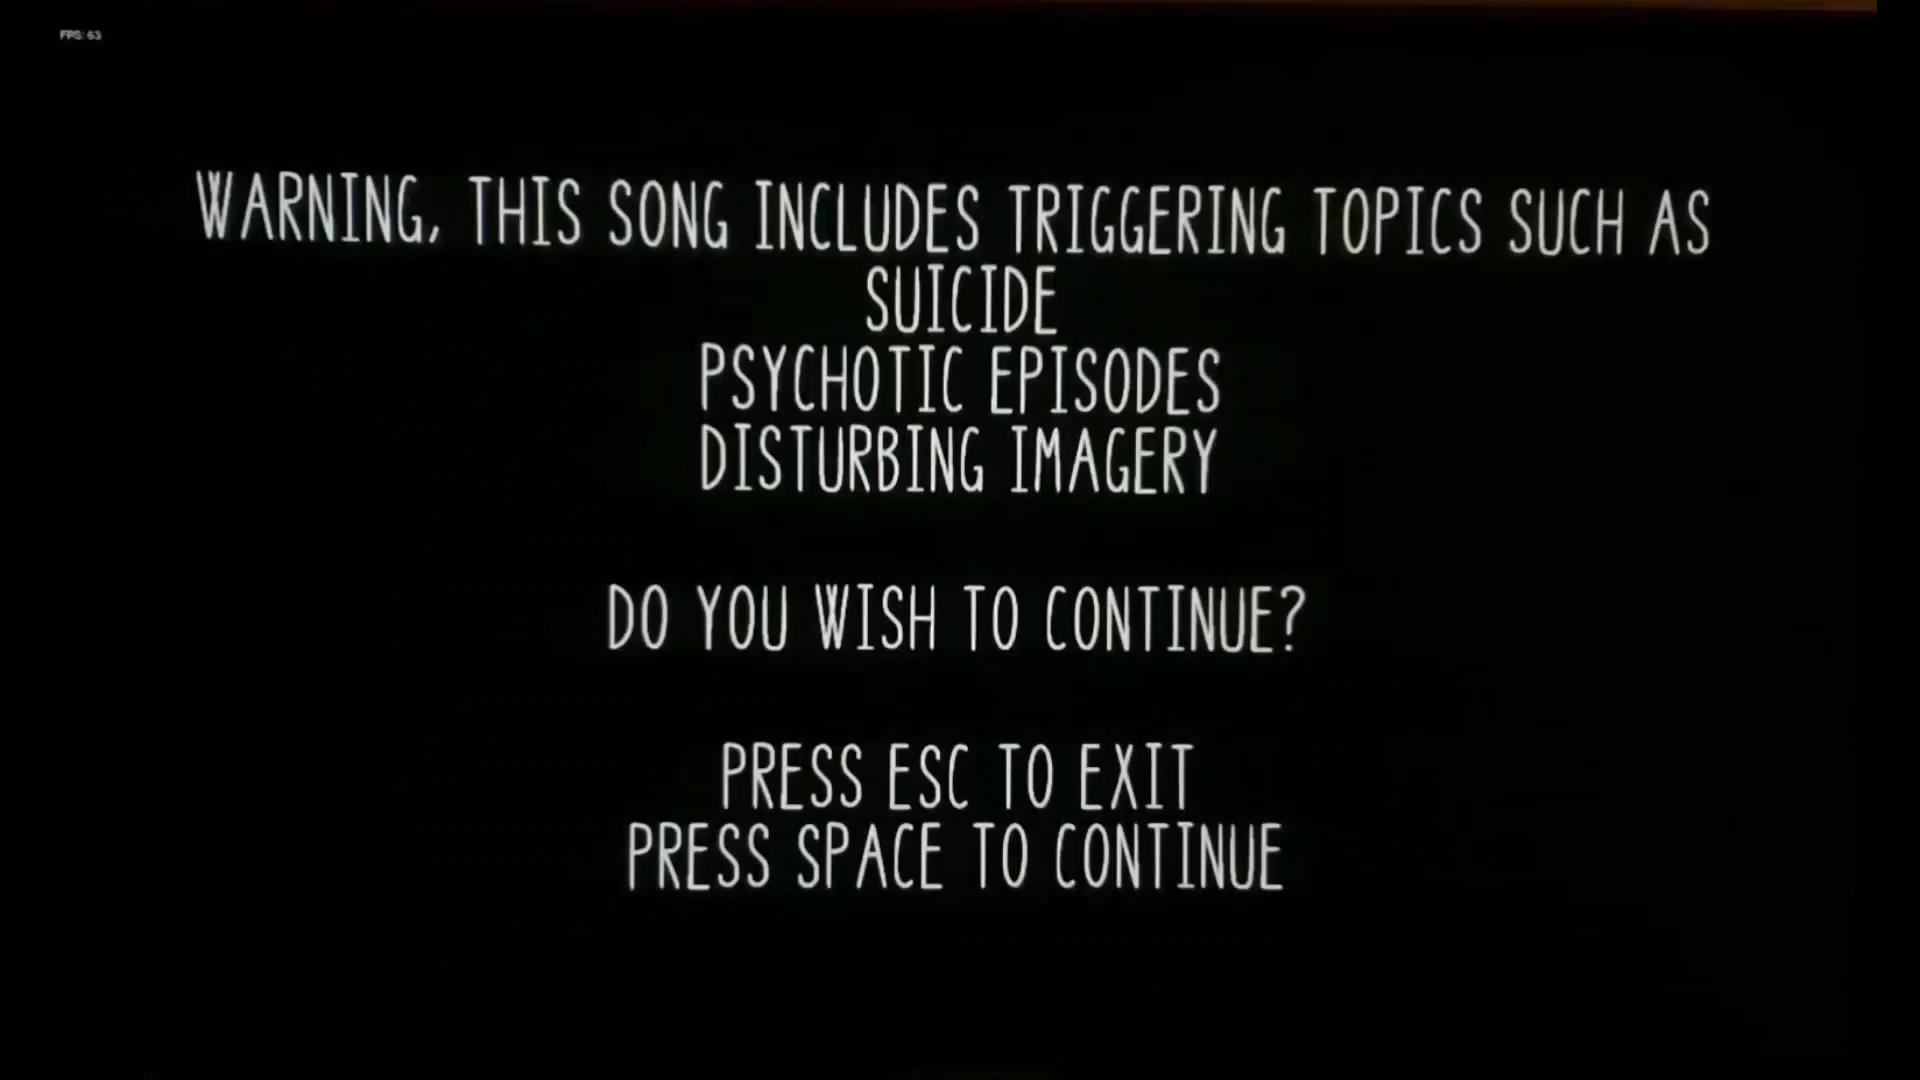 FPS: 63
WARNING, THIS SONG INCLUDES TRIGGERING TOPICS SUCH AS
SUICIDE
PSYCHOTIC EPISODES
DISTURBING IMAGERY
DO YOU WISH TO CONTINUE?
PRESS ESC TO EXIT
PRESS SPACE TO CONTINUE